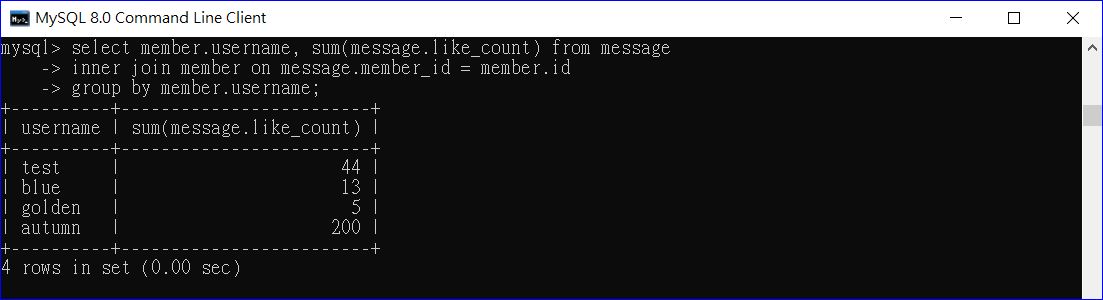 MySQL 8.0 Command Line Client
mysql> select member.username, sum(message.like_count) from message
    -> inner join member on message.member_id = member.id
    -> group by member.username;
+----------+-------------------------+
| username | sum(message.like_count) |
+----------+-------------------------+
| test     |                      44 |
| blue     |                      13 |
| golden   |                       5 |
| autumn   |                     200 |
+----------+-------------------------+
4 rows in set (0.00 sec)